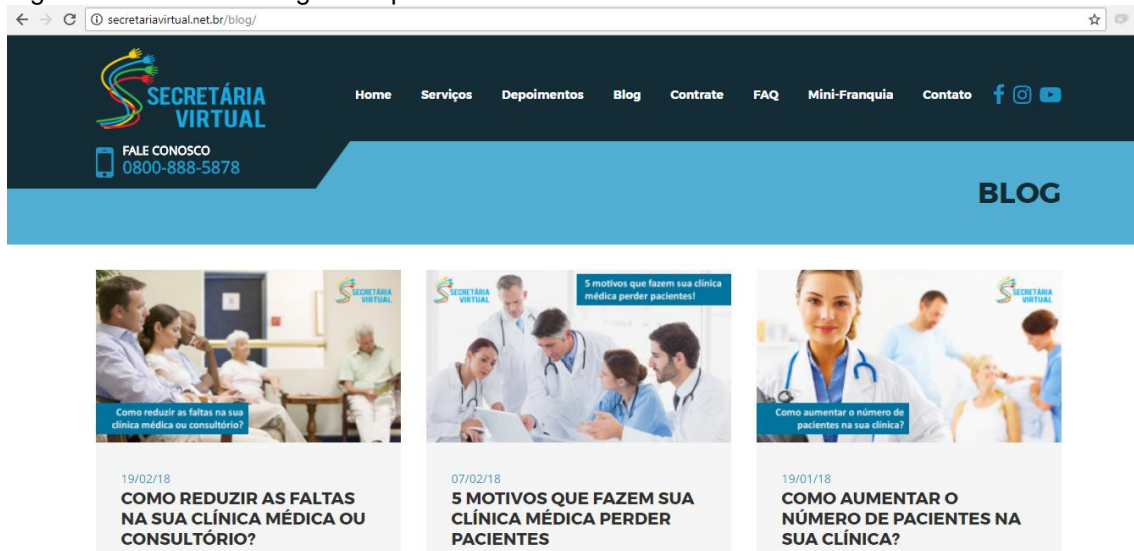 secretariavirtual.net.br/blog/
SECRETÁRIA
VIRTUAL
Home Serviços Depoimentos Blog Contrate FAQ Mini-Franquia Contato
FALE CONOSCO
0800-888-5878
BLOG
SECRETÁRIA
VIRTUAL
Como reduzir as faltas na sua
clínica médica ou consultório?
19/02/18
COMO REDUZIR AS FALTAS
NA SUA CLÍNICA MÉDICA OU
CONSULTÓRIO?
SECRETÁRIA
VIRTUAL
5 motivos que fazem sua clínica
médica perder pacientes!
07/02/18
5 MOTIVOS QUE FAZEM SUA
CLÍNICA MÉDICA PERDER
PACIENTES
SECRETÁRIA
VIRTUAL
Como aumentar o número de
pacientes na sua clínica?
19/01/18
COMO AUMENTAR O
NÚMERO DE PACIENTES NA
SUA CLÍNICA?